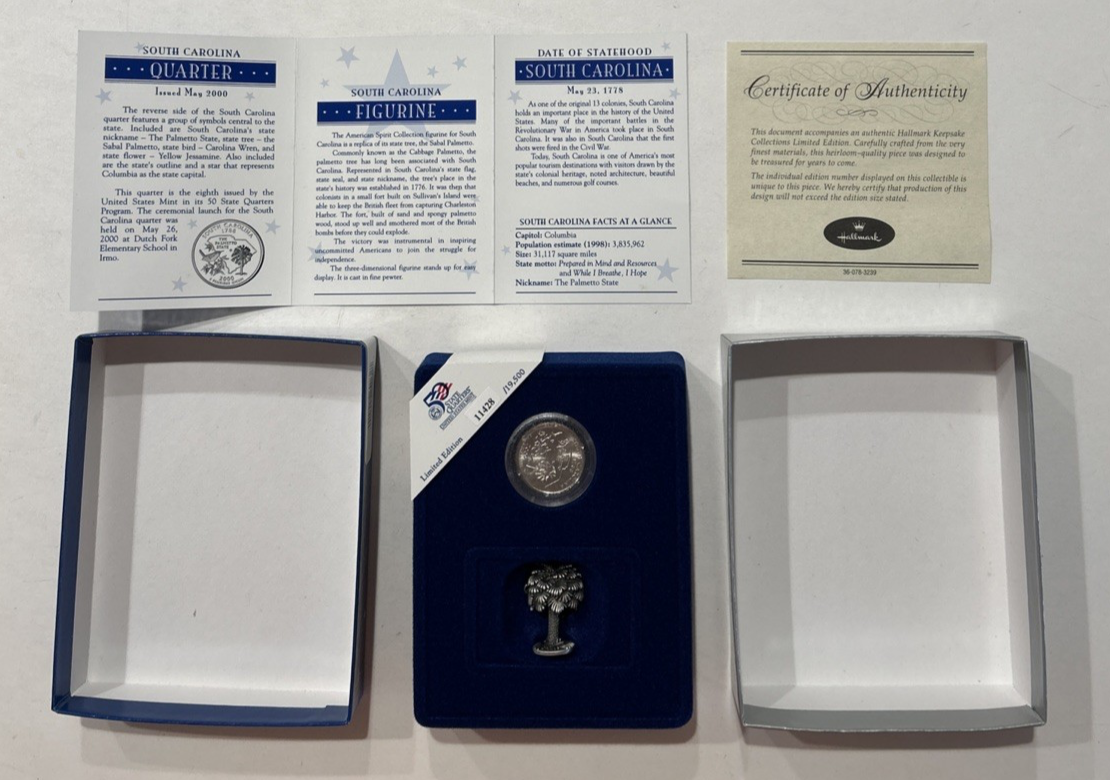 SOUTH CAROLINA
· · · QUARTER · · ·
Issued May 2000
The reverse side of the South Carolina
quarter features a group of symbols central to the
state. Included are South Carolina's state
nickname – The Palmetto State, state tree – the
Sabal Palmetto, state bird – Carolina Wren, and
state flower – Yellow Jessamine. Also included
are the state's outline and a star that represents
Columbia as the state capital.
This quarter is the eighth issued by the
United States Mint in its 50 State Quarters
Program. The ceremonial launch for the South
Carolina quarter was
held on May 26,
2000 at Dutch Fork
Elementary School in
Irmo.
SOUTH CAROLINA
1788
THE
PALMETTO
STATE
2000
SOUTH CAROLINA
· · · FIGURINE · · ·
The American Spirit Collection figurine for South
Carolina is a replica of its state tree, the Sabal Palmetto.
Commonly known as the Cabbage Palmetto, the
palmetto tree has long been associated with South
Carolina. Represented in South Carolina's state flag,
state seal, and state nickname, the tree's place in the
state's history was established in 1776. It was then that
colonists in a small fort built on Sullivan's Island were
able to keep the British fleet from capturing Charleston
Harbor. The fort, built of sand and spongy palmetto
wood, stood up well and smothered most of the British
bombs before they could explode.
The victory was instrumental in inspiring
uncommitted Americans to join the struggle for
independence.
The three-dimensional figurine stands up for easy
display. It is cast in fine pewter.
DATE OF STATEHOOD
· SOUTH CAROLINA ·
May 23, 1778
As one of the original 13 colonies, South Carolina
holds an important place in the history of the United
States. Many of the important battles in the
Revolutionary War in America took place in South
Carolina. It was also in South Carolina that the first
shots were fired in the Civil War.
Today, South Carolina is one of America's most
popular tourism destinations with visitors drawn by the
state's colonial heritage, noted architecture, beautiful
beaches, and numerous golf courses.
SOUTH CAROLINA FACTS AT A GLANCE
Capitol: Columbia
Population estimate (1998): 3,835,962
Size: 31,117 square miles
State motto: Prepared in Mind and Resources
and While I Breathe, I Hope
Nickname: The Palmetto State
Certificate of Authenticity
This document accompanies an authentic Hallmark Keepsake
Collections Limited Edition. Carefully crafted from the very
finest materials, this heirloom-quality piece was designed to
be treasured for years to come.
The individual edition number displayed on this collectible is
unique to this piece. We hereby certify that production of this
design will not exceed the edition size stated.
Hallmark
36-078-3239
50
STATE
QUARTERS
UNITED STATES MINT
Limited Edition 11428 /19,500